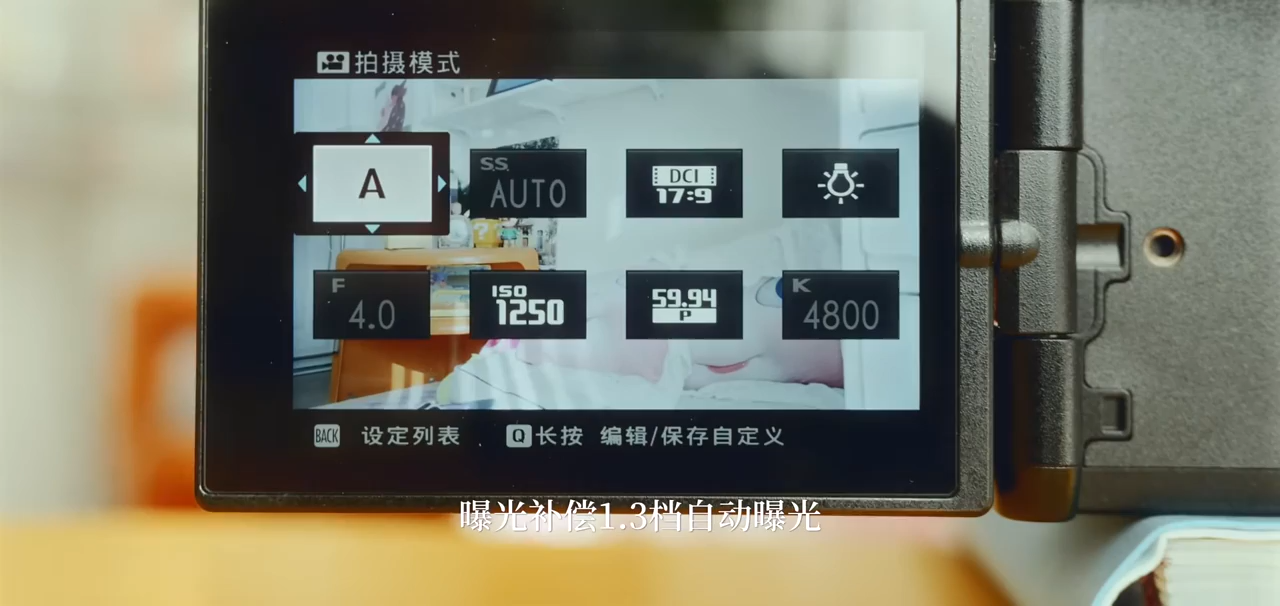 拍摄模式
A
S.S. AUTO
DCI 17:9
F 4.0
ISO 1250
59.94 P
K 4800
BACK 设定列表 Q 长按 编辑/保存自定义
曝光补偿1.3档自动曝光